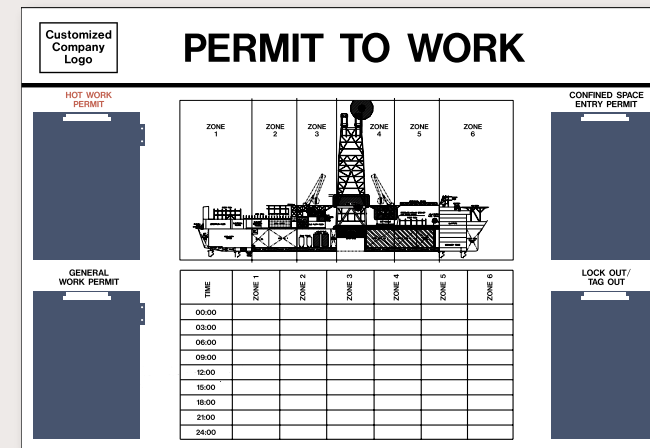 Customized
Company
Logo
PERMIT TO WORK
HOT WORK
PERMIT
CONFINED SPACE
ENTRY PERMIT
ZONE
1
ZONE
2
ZONE
3
ZONE
4
ZONE
5
ZONE
6
GENERAL
WORK PERMIT
LOCK OUT/
TAG OUT
TIME
ZONE 1
ZONE 2
ZONE 3
ZONE 4
ZONE 5
ZONE 6
00:00
03:00
06:00
09:00
12:00
15:00
18:00
21:00
24:00